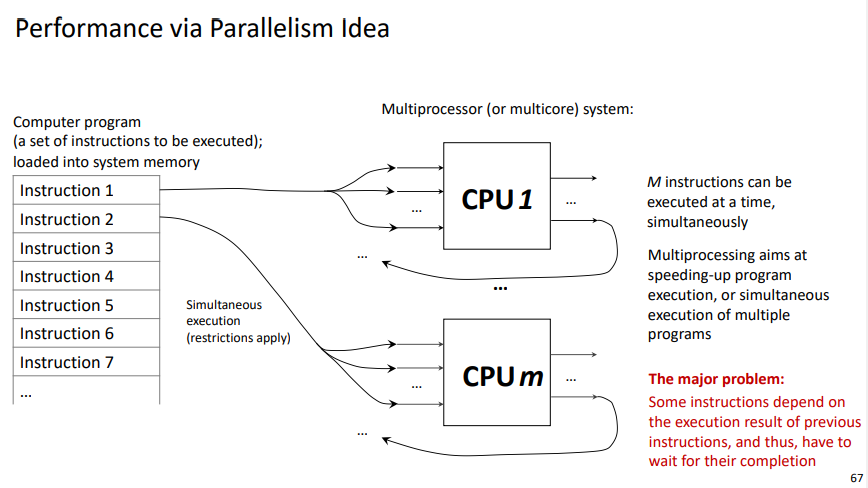 Performance via Parallelism Idea
Computer program
(a set of instructions to be executed);
loaded into system memory
Instruction 1
Instruction 2
Instruction 3
Instruction 4
Instruction 5
Instruction 6
Instruction 7
...
Simultaneous
execution
(restrictions apply)
Multiprocessor (or multicore) system:
CPU 1
...
...
...
...
CPU m
...
...
...
M instructions can be
executed at a time,
simultaneously
Multiprocessing aims at
speeding-up program
execution, or simultaneous
execution of multiple
programs
The major problem:
Some instructions depend on
the execution result of previous
instructions, and thus, have to
wait for their completion
67